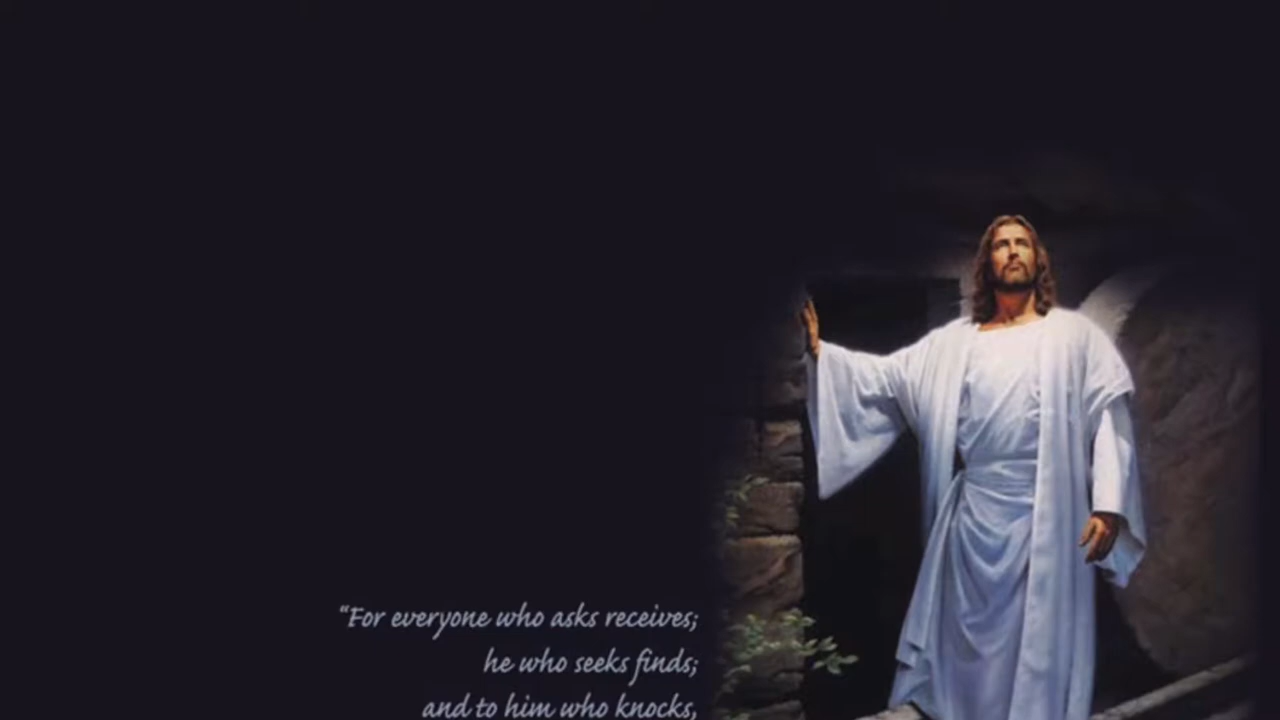 “For everyone who asks receives;
he who seeks finds;
and to him who knocks,